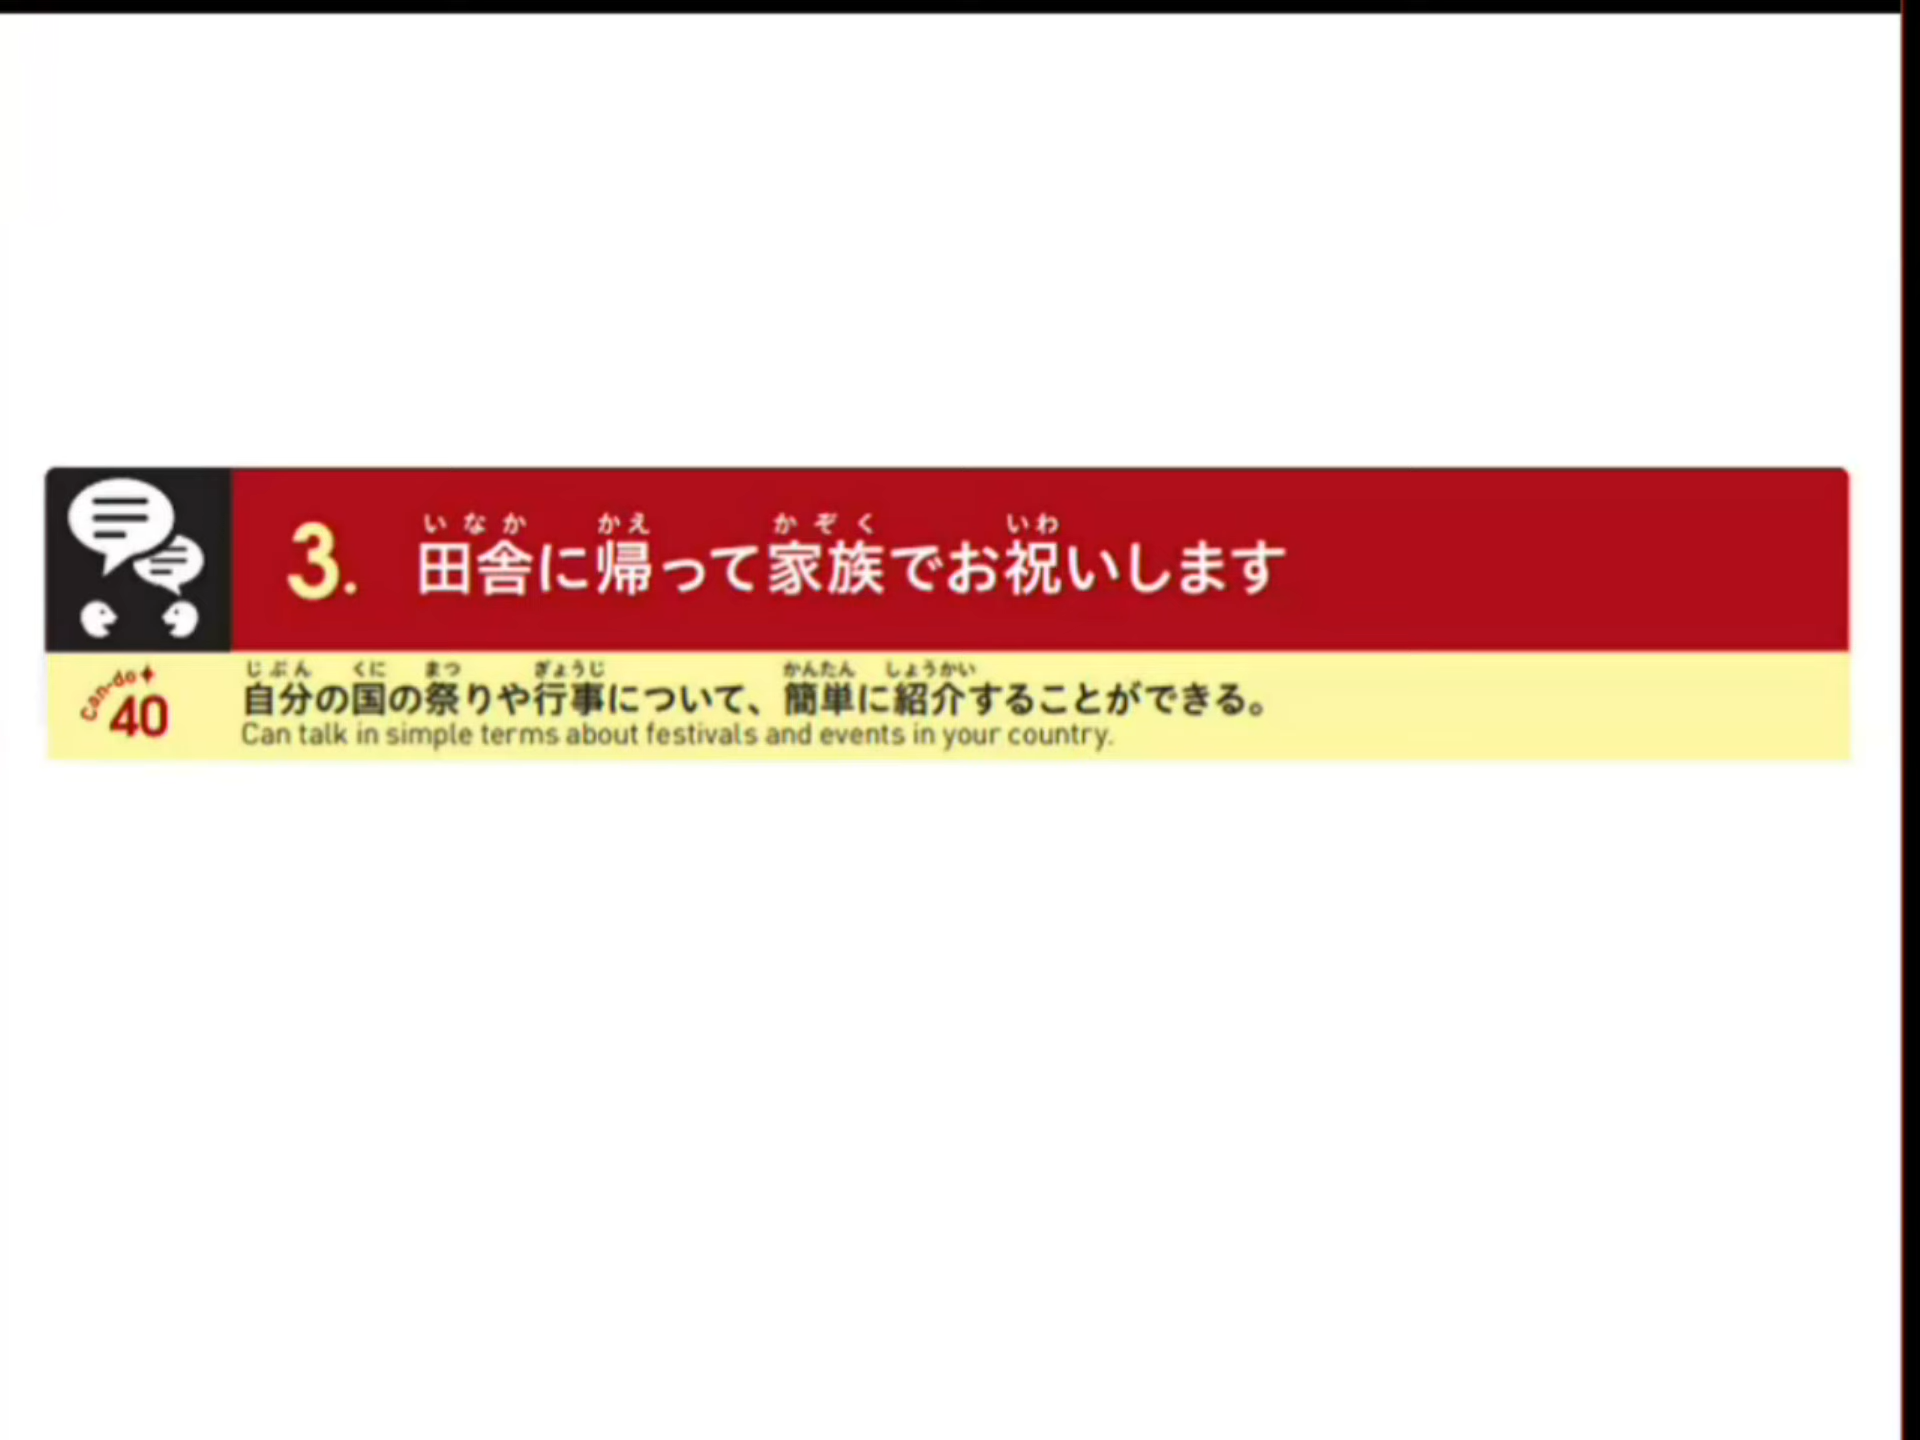 いなか かえ かぞく いわ
3. 田舎に帰って家族でお祝いします
じぶん くに まつ ぎょうじ かんたん しょうかい
Can-do 40 自分の国の祭りや行事について、簡単に紹介することができる。
Can talk in simple terms about festivals and events in your country.